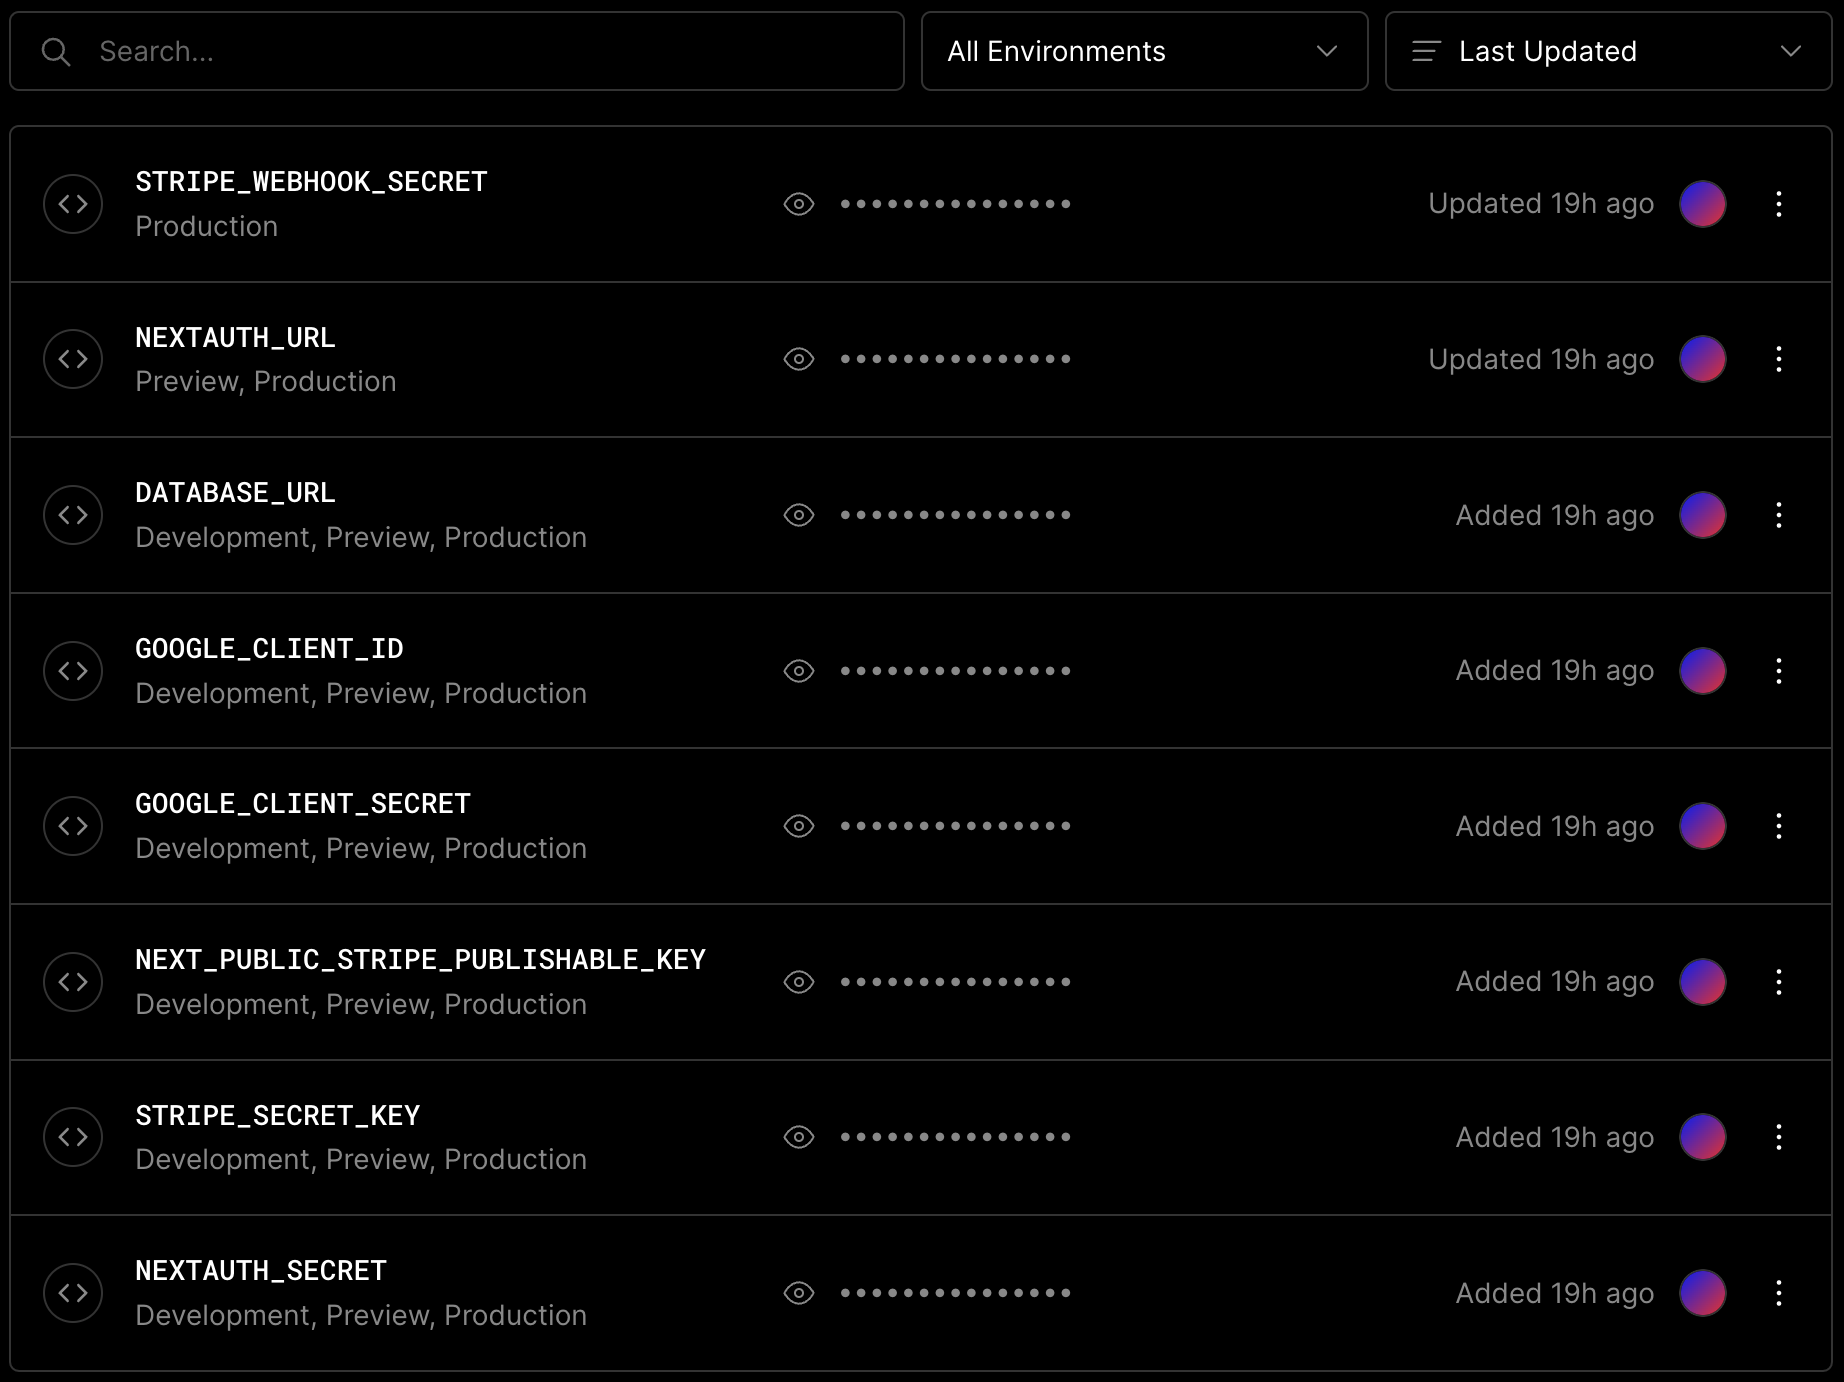 Search...
All Environments
Last Updated
STRIPE_WEBHOOK_SECRET
Production
Updated 19h ago
NEXTAUTH_URL
Preview, Production
Updated 19h ago
DATABASE_URL
Development, Preview, Production
Added 19h ago
GOOGLE_CLIENT_ID
Development, Preview, Production
Added 19h ago
GOOGLE_CLIENT_SECRET
Development, Preview, Production
Added 19h ago
NEXT_PUBLIC_STRIPE_PUBLISHABLE_KEY
Development, Preview, Production
Added 19h ago
STRIPE_SECRET_KEY
Development, Preview, Production
Added 19h ago
NEXTAUTH_SECRET
Development, Preview, Production
Added 19h ago